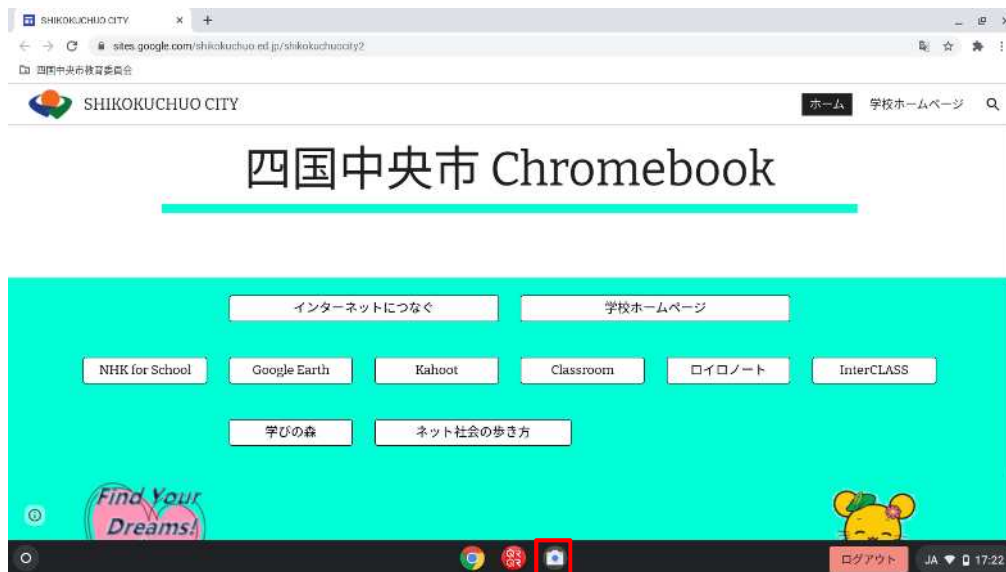 SHIKOKUCHUO CITY
sites.google.com/shikokuchuo.ed.jp/shikokuchuocity2
四国中央市教育委員会
SHIKOKUCHUO CITY
ホーム 学校ホームページ
四国中央市 Chromebook
インターネットにつなぐ 学校ホームページ
NHK for School Google Earth Kahoot Classroom ロイロノート InterCLASS
学びの森 ネット社会の歩き方
Find Your
Dreams!
QR
QR
ログアウト JA 17:22